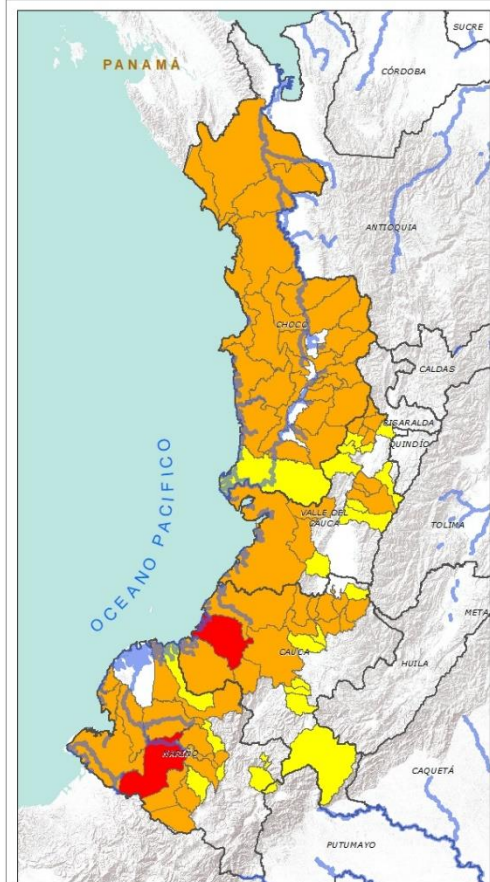 SUCRE
PANAMÁ
CÓRDOBA
ANTIOQUIA
CHOCÓ
CALDAS
RISARALDA
QUINDÍO
OCEANO PACIFICO
VALLE DEL
CAUCA
TOLIMA
META
CAUCA
HUILA
NARIÑO
CAQUETÁ
PUTUMAYO